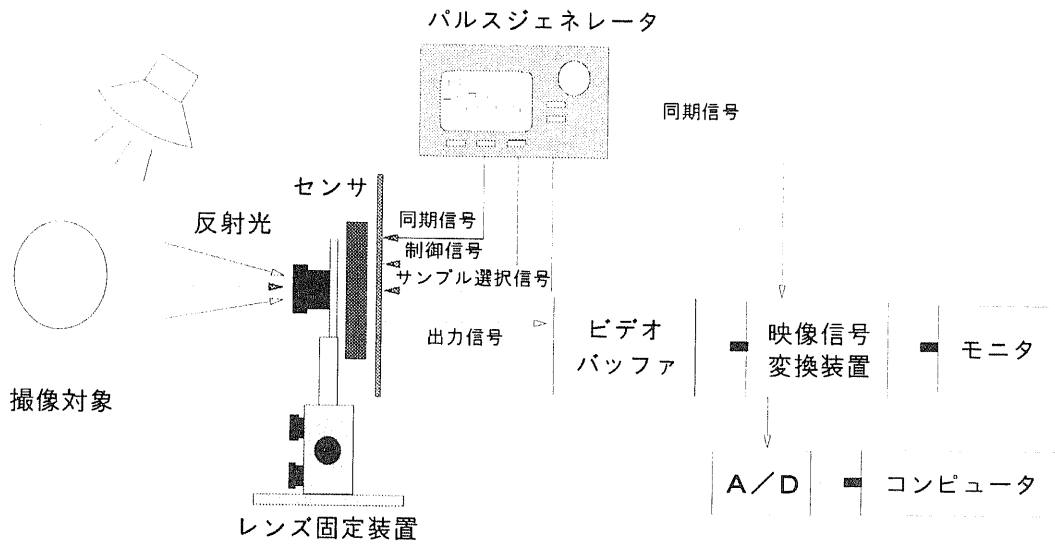 パルスジェネレータ
同期信号
センサ
反射光
同期信号
制御信号
サンプル選択信号
出力信号
ビデオ
バッファ
映像信号
変換装置
モニタ
撮像対象
A/D
コンピュータ
レンズ固定装置